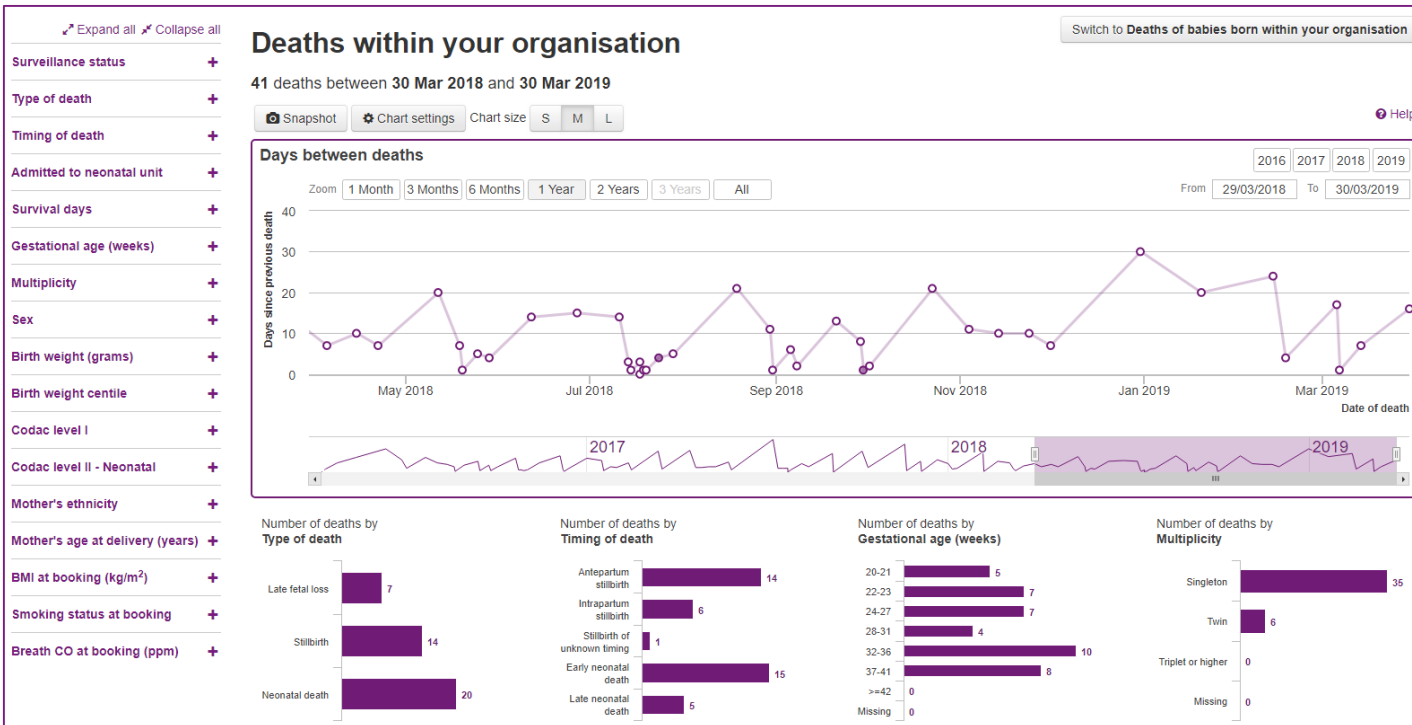 Expand all Collapse all
Surveillance status
Type of death
Timing of death
Admitted to neonatal unit
Survival days
Gestational age (weeks)
Multiplicity
Sex
Birth weight (grams)
Birth weight centile
Codac level I
Codac level II - Neonatal
Mother's ethnicity
Mother's age at delivery (years)
BMI at booking (kg/m²)
Smoking status at booking
Breath CO at booking (ppm)
Deaths within your organisation
Switch to Deaths of babies born within your organisation
41 deaths between 30 Mar 2018 and 30 Mar 2019
Snapshot Chart settings Chart size S M L
Help
Days between deaths
2016 2017 2018 2019
Zoom 1 Month 3 Months 6 Months 1 Year 2 Years 3 Years All
From 29/03/2018 To 30/03/2019
Days since previous death
40
30
20
10
0
May 2018 Jul 2018 Sep 2018 Nov 2018 Jan 2019 Mar 2019
Date of death
2017 2018 2019
Number of deaths by
Type of death
Late fetal loss 7
Stillbirth 14
Neonatal death 20
Number of deaths by
Timing of death
Antepartum
stillbirth 14
Intrapartum
stillbirth 6
Stillbirth of
unknown timing 1
Early neonatal
death 15
Late neonatal
death 5
Number of deaths by
Gestational age (weeks)
20-21 5
22-23 7
24-27 7
28-31 4
32-36 10
37-41 8
>=42 0
Missing 0
Number of deaths by
Multiplicity
Singleton 35
Twin 6
Triplet or higher 0
Missing 0